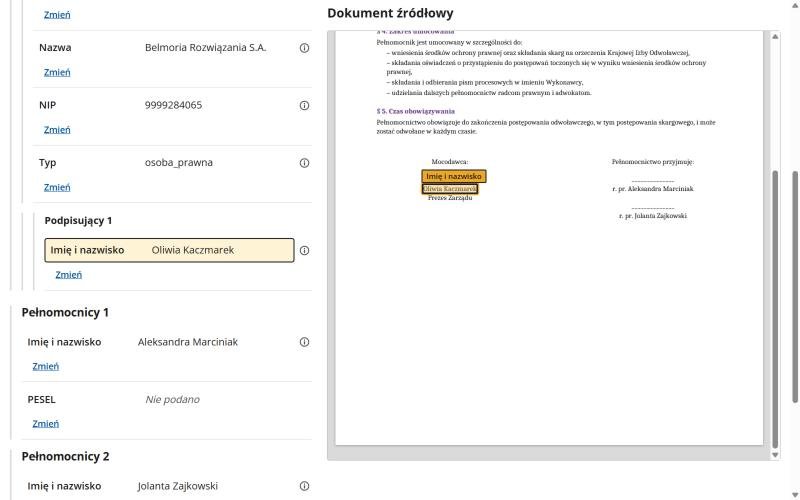 Zmień
Nazwa Belmoria Rozwiązania S.A.
Zmień
NIP 9999284065
Zmień
Typ osoba_prawna
Zmień
Podpisujący 1
Imię i nazwisko Oliwia Kaczmarek
Zmień
Pełnomocnicy 1
Imię i nazwisko Aleksandra Marciniak
Zmień
PESEL Nie podano
Zmień
Pełnomocnicy 2
Imię i nazwisko Jolanta Zajkowski
Dokument źródłowy
§ 4. Zakres umocowania
Pełnomocnik jest umocowany w szczególności do:
– wniesienia środków ochrony prawnej oraz składania skarg na orzeczenia Krajowej Izby Odwoławczej,
– składania oświadczeń o przystąpieniu do postępowań toczonych się w wyniku wniesienia środków ochrony
prawnej,
– składania i odbierania pism procesowych w imieniu Wykonawcy,
– udzielania dalszych pełnomocnictw radcom prawnym i adwokatom.
§ 5. Czas obowiązywania
Pełnomocnictwo obowiązuje do zakończenia postępowania odwoławczego, w tym postępowania skargowego, i może
zostać odwołane w każdym czasie.
Mocodawca:
Imię i nazwisko
Oliwia Kaczmarek
Prezes Zarządu
Pełnomocnictwo przyjmuję:
_______________
r. pr. Aleksandra Marciniak
_______________
r. pr. Jolanta Zajkowski